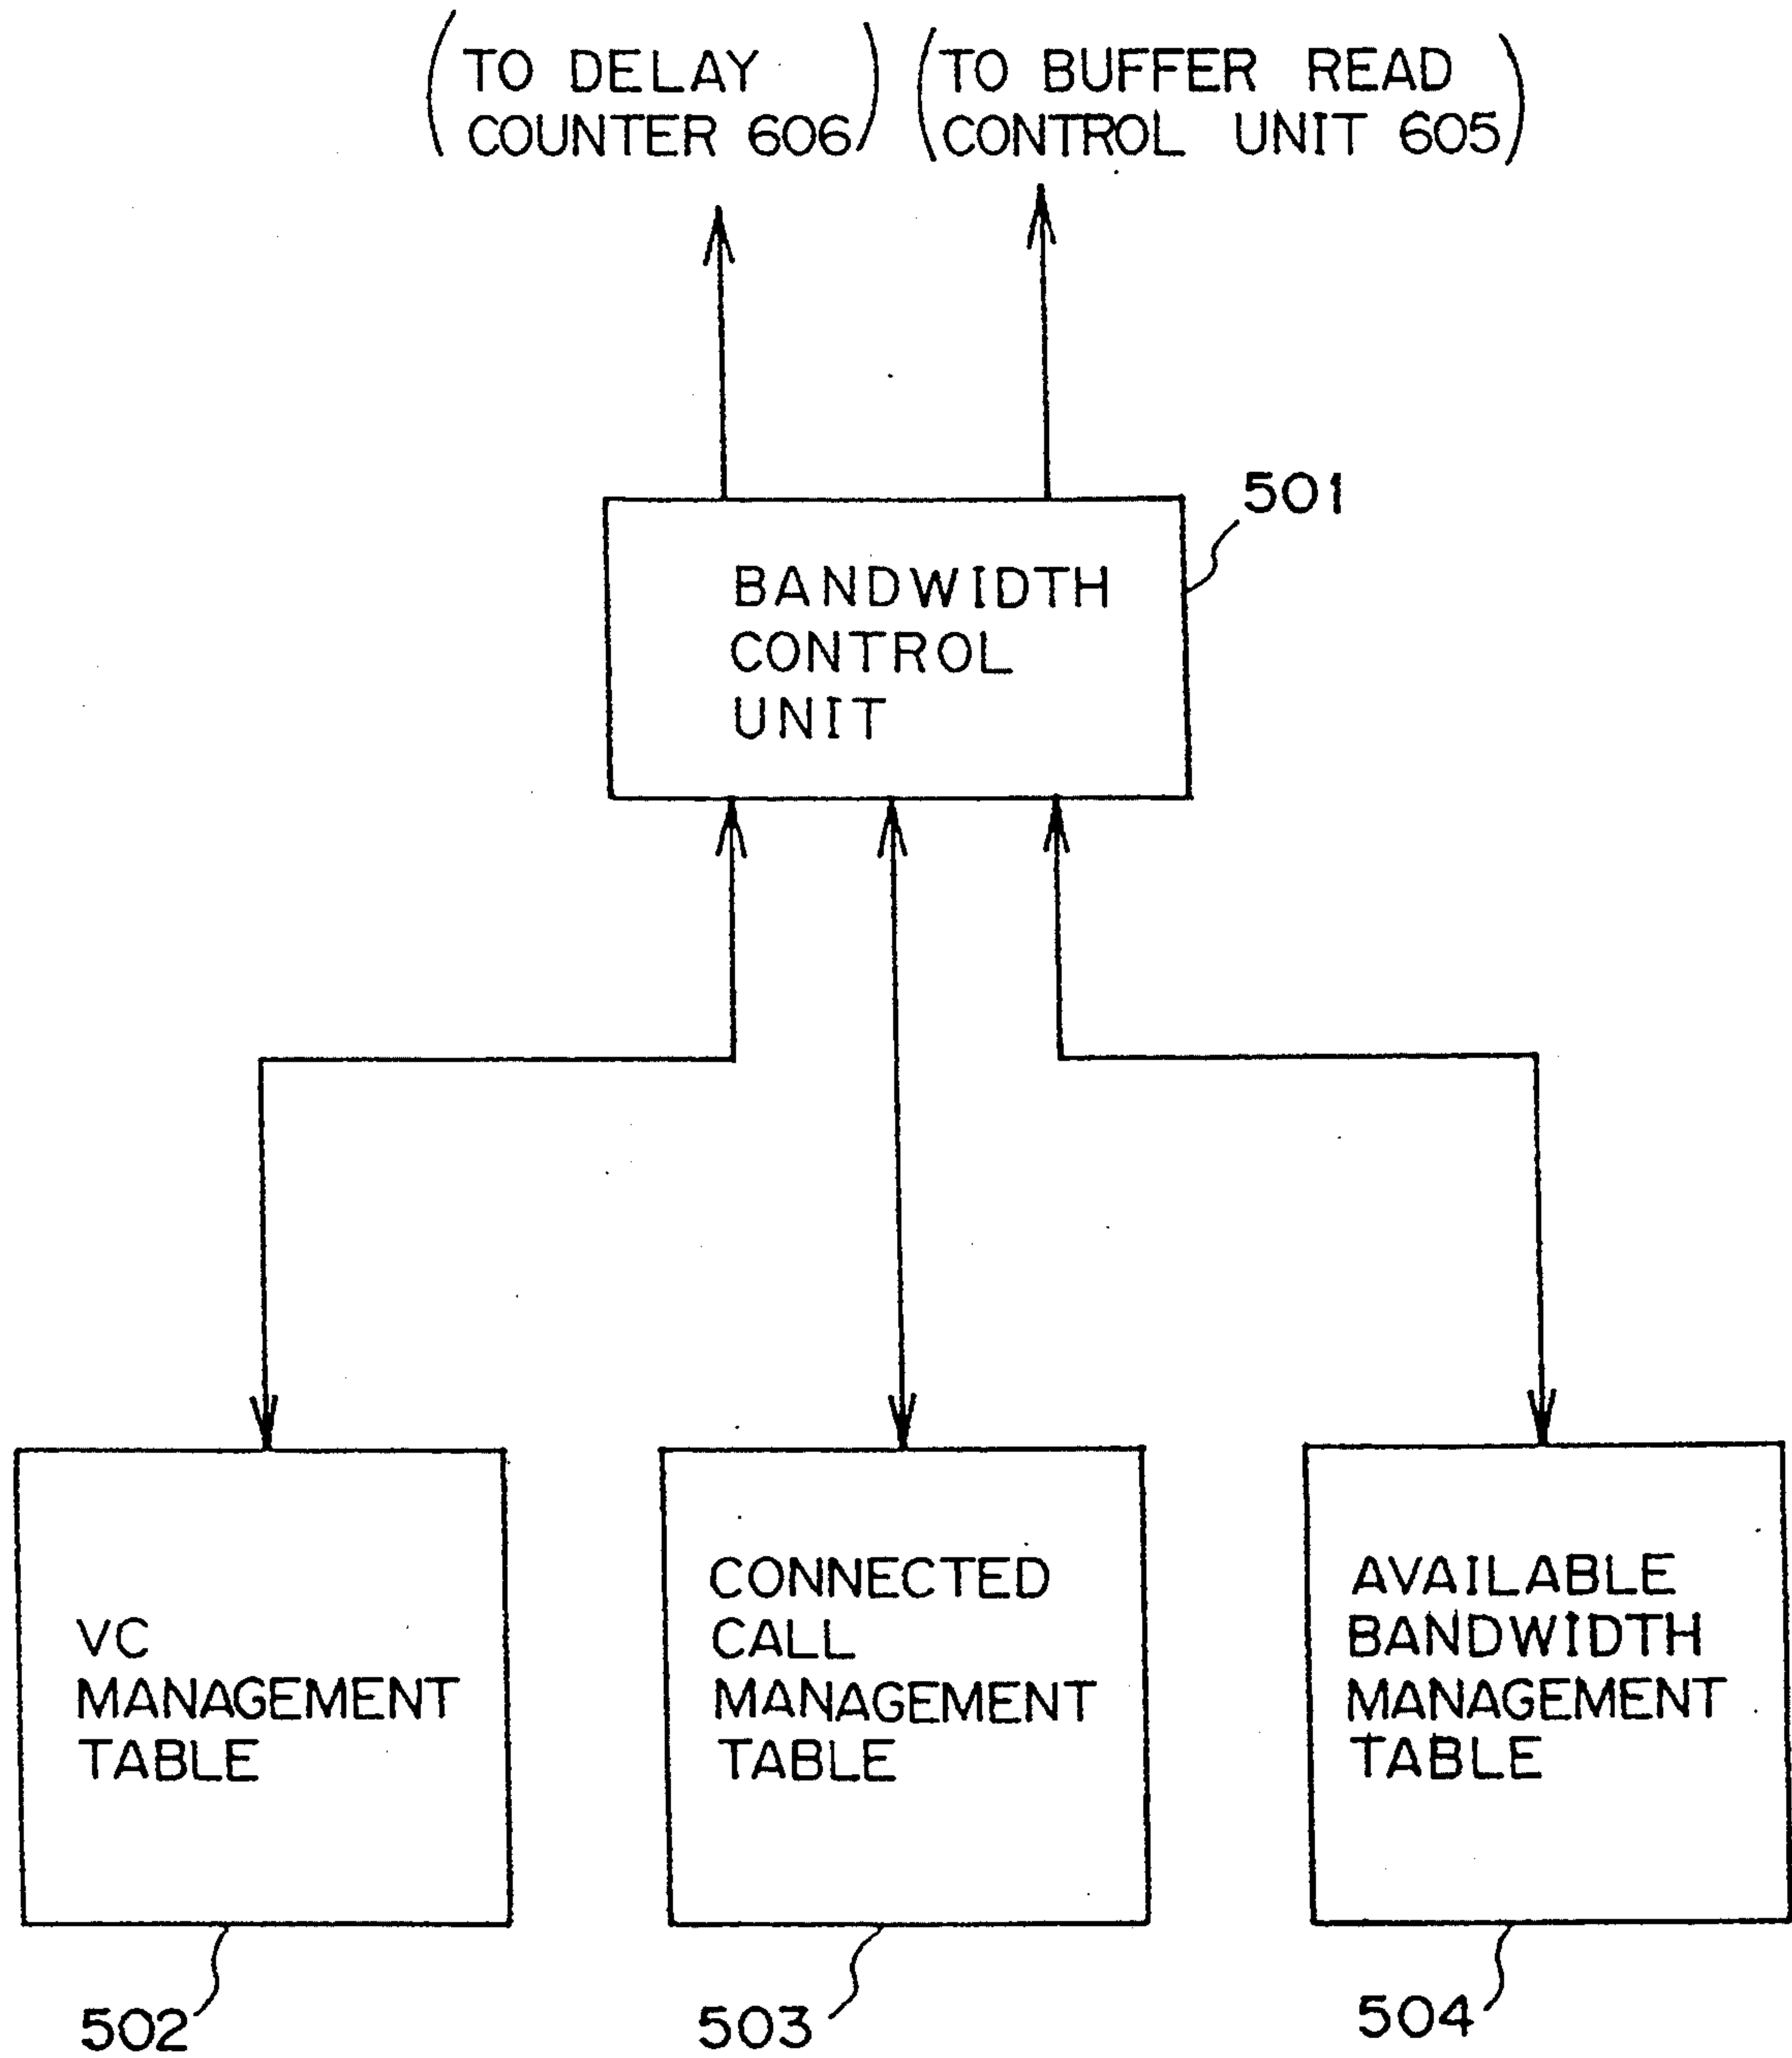 (TO DELAY
COUNTER 606)
(TO BUFFER READ
CONTROL UNIT 605)
501
BANDWIDTH
CONTROL
UNIT
VC
MANAGEMENT
TABLE
CONNECTED
CALL
MANAGEMENT
TABLE
AVAILABLE
BANDWIDTH
MANAGEMENT
TABLE
502
503
504